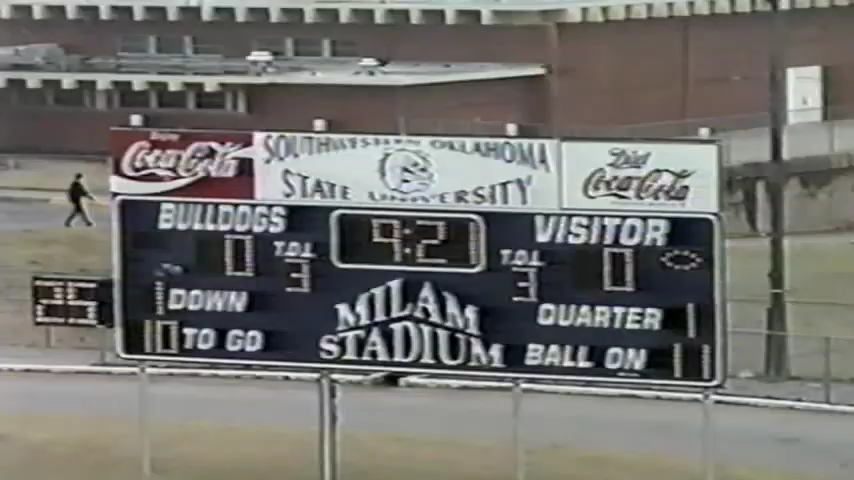 Enjoy
Coca-Cola
SOUTHWESTERN OKLAHOMA
STATE UNIVERSITY
Diet
Coca-Cola
BULLDOGS 9:21 VISITOR
0 T.O.L 3 T.O.L 3 0
1 DOWN QUARTER 1
MILAM
STADIUM
10 TO GO BALL ON 11
25